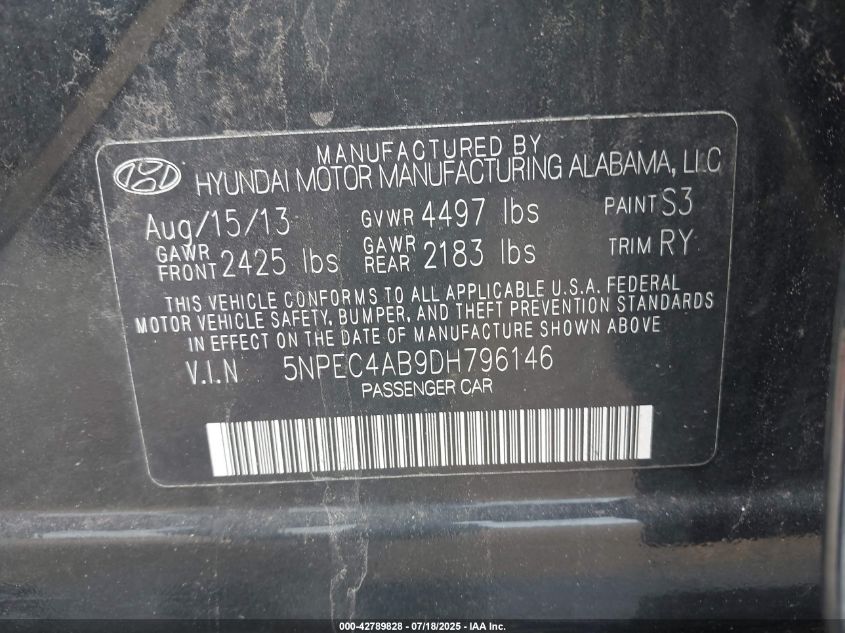 MANUFACTURED BY
HYUNDAI MOTOR MANUFACTURING ALABAMA, LLC
Aug/15/13 GVWR 4497 lbs PAINT S3
GAWR FRONT 2425 lbs GAWR REAR 2183 lbs TRIM RY
THIS VEHICLE CONFORMS TO ALL APPLICABLE U.S.A. FEDERAL
MOTOR VEHICLE SAFETY, BUMPER, AND THEFT PREVENTION STANDARDS
IN EFFECT ON THE DATE OF MANUFACTURE SHOWN ABOVE
V.I.N 5NPEC4AB9DH796146
PASSENGER CAR
000-42789828 - 07/18/2025 - IAA Inc.